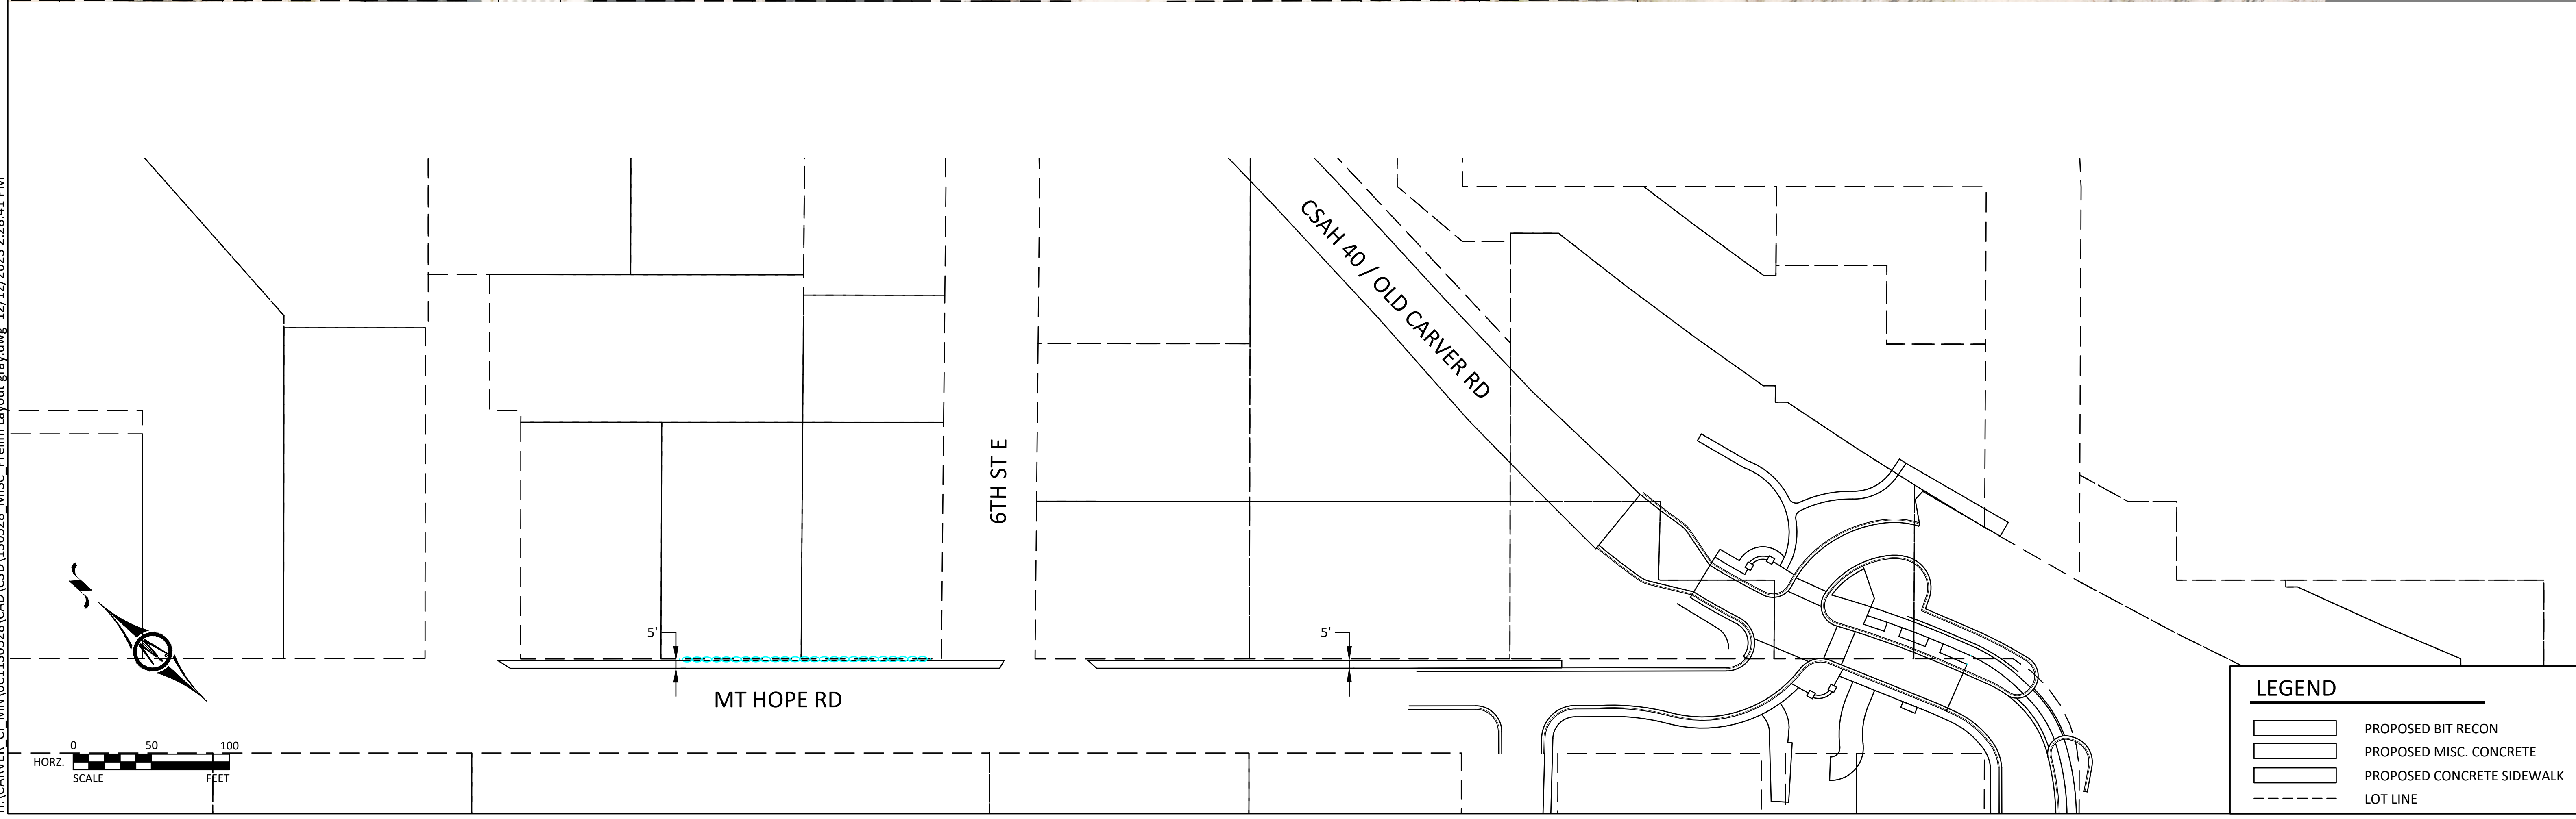 CSAH 40 / OLD CARVER RD
6TH ST E
5'
5'
MT HOPE RD
N
0 50 100
HORZ.
SCALE FEET
LEGEND
PROPOSED BIT RECON
PROPOSED MISC. CONCRETE
PROPOSED CONCRETE SIDEWALK
LOT LINE